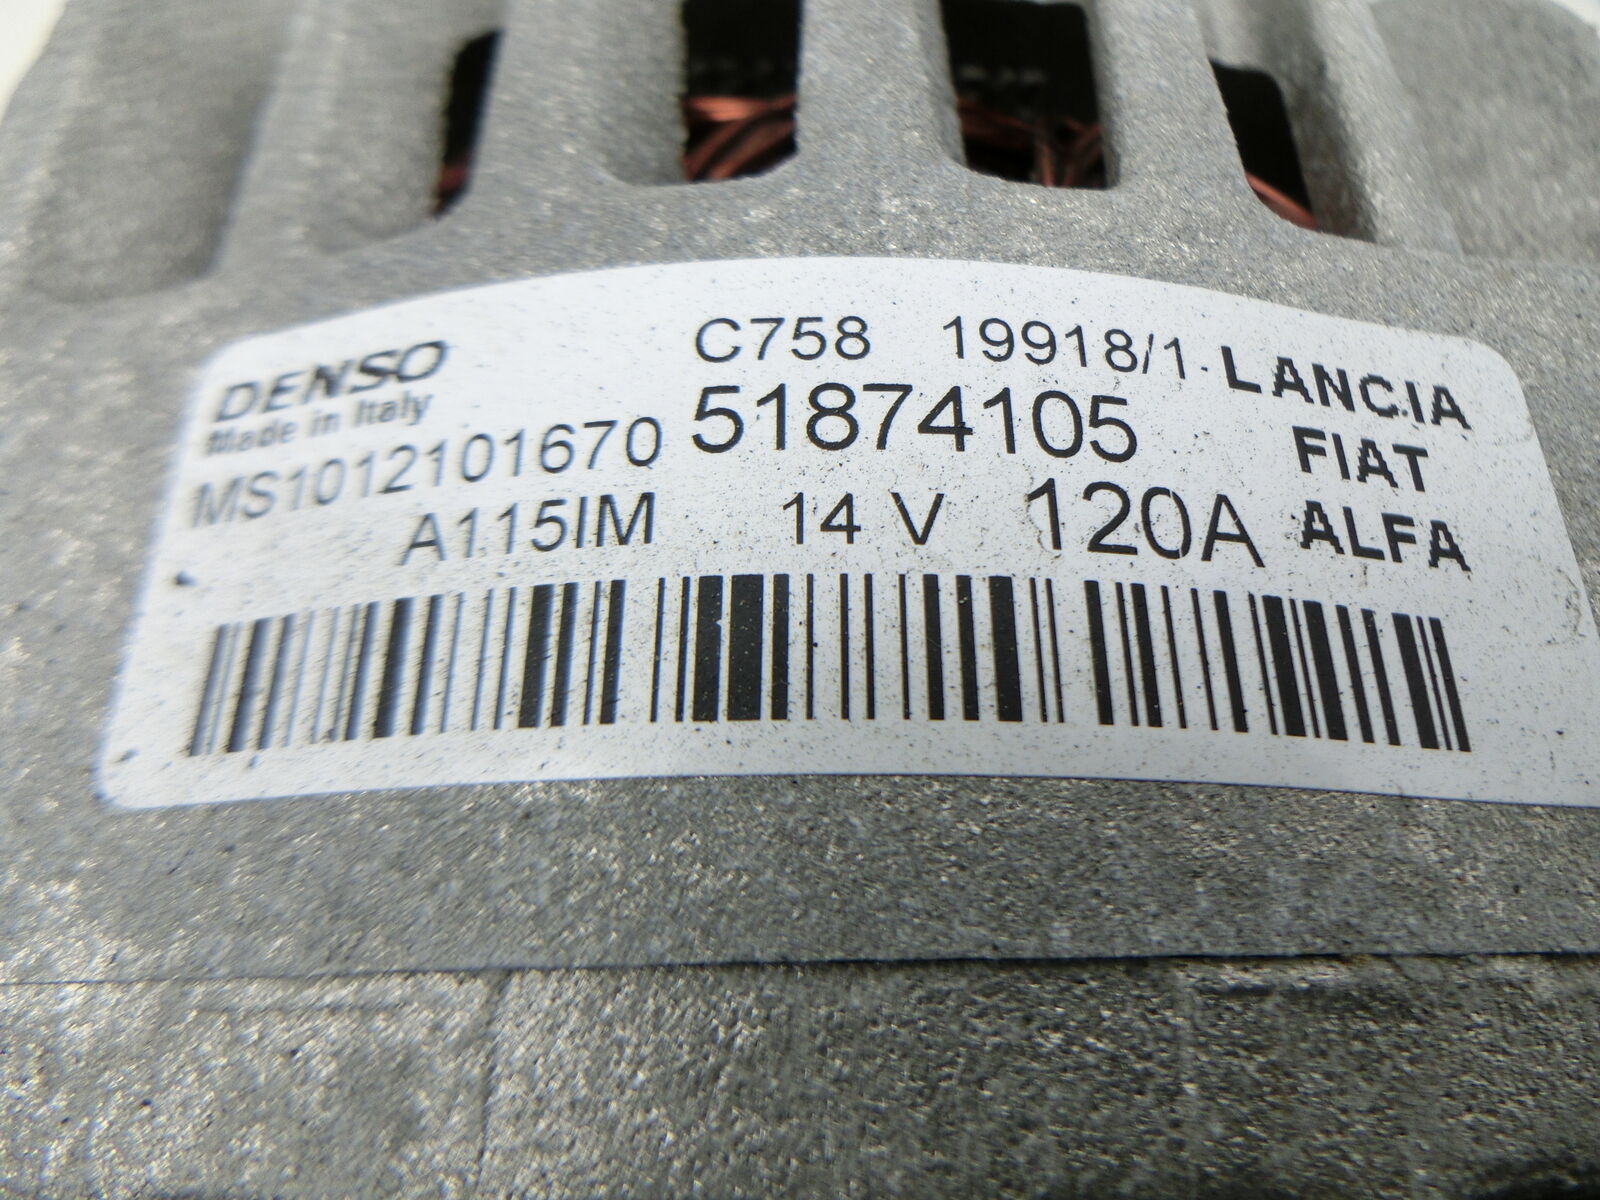 DENSO
Made in Italy
C758 19918/1
LANCIA
MS1012101670 51874105
FIAT
A115IM 14 V 120A
ALFA